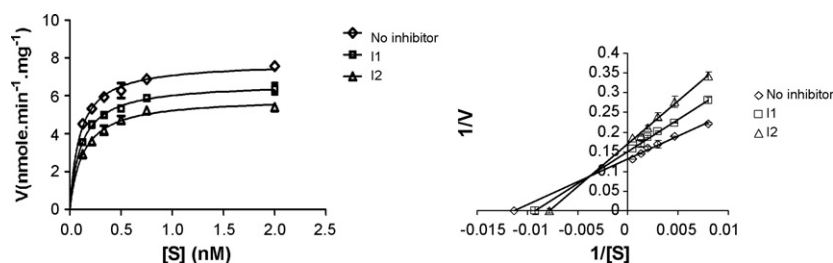 10
8
6
4
2
0
0.0 0.5 1.0 1.5 2.0 2.5
V(nmole.min⁻¹.mg⁻¹)
[S] (nM)
No inhibitor
I1
I2
0.4
0.35
0.3
0.25
0.2
0.15
0.1
0.05
0
-0.015 -0.01 -0.005 0 0.005 0.01
1/V
1/[S]
No inhibitor
I1
I2